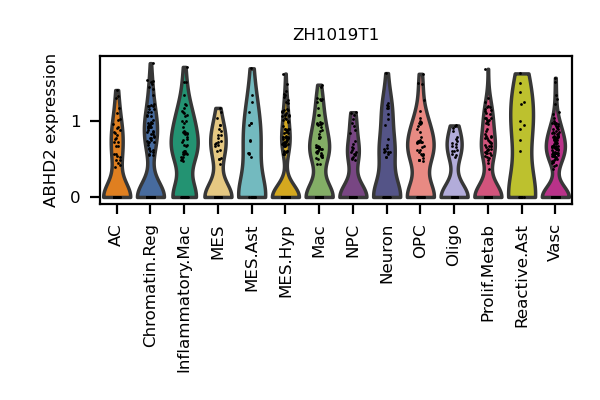 ZH1019T1
ABHD2 expression
1
0
AC
Chromatin.Reg
Inflammatory.Mac
MES
MES.Ast
MES.Hyp
Mac
NPC
Neuron
OPC
Oligo
Prolif.Metab
Reactive.Ast
Vasc